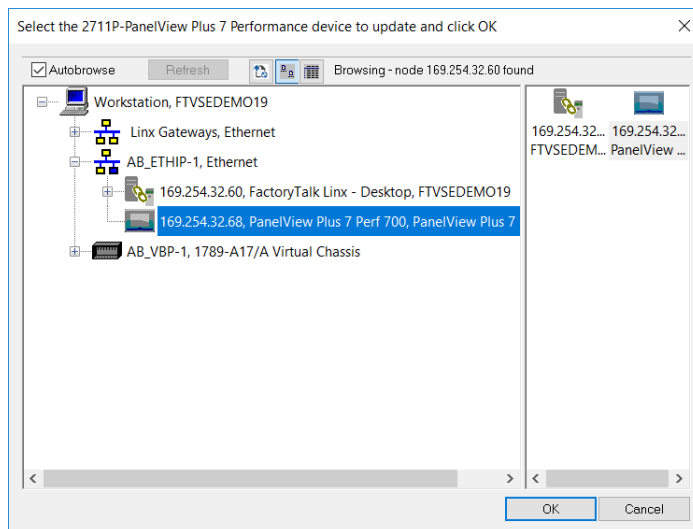 Select the 2711P-PanelView Plus 7 Performance device to update and click OK
Autobrowse
Refresh
Browsing - node 169.254.32.60 found
Workstation, FTVSEDEMO19
Linx Gateways, Ethernet
AB_ETHIP-1, Ethernet
169.254.32.60, FactoryTalk Linx - Desktop, FTVSEDEMO19
169.254.32.68, PanelView Plus 7 Perf 700, PanelView Plus 7
AB_VBP-1, 1789-A17/A Virtual Chassis
169.254.32... 169.254.32...
FTVSEDEM... PanelView ...
OK
Cancel